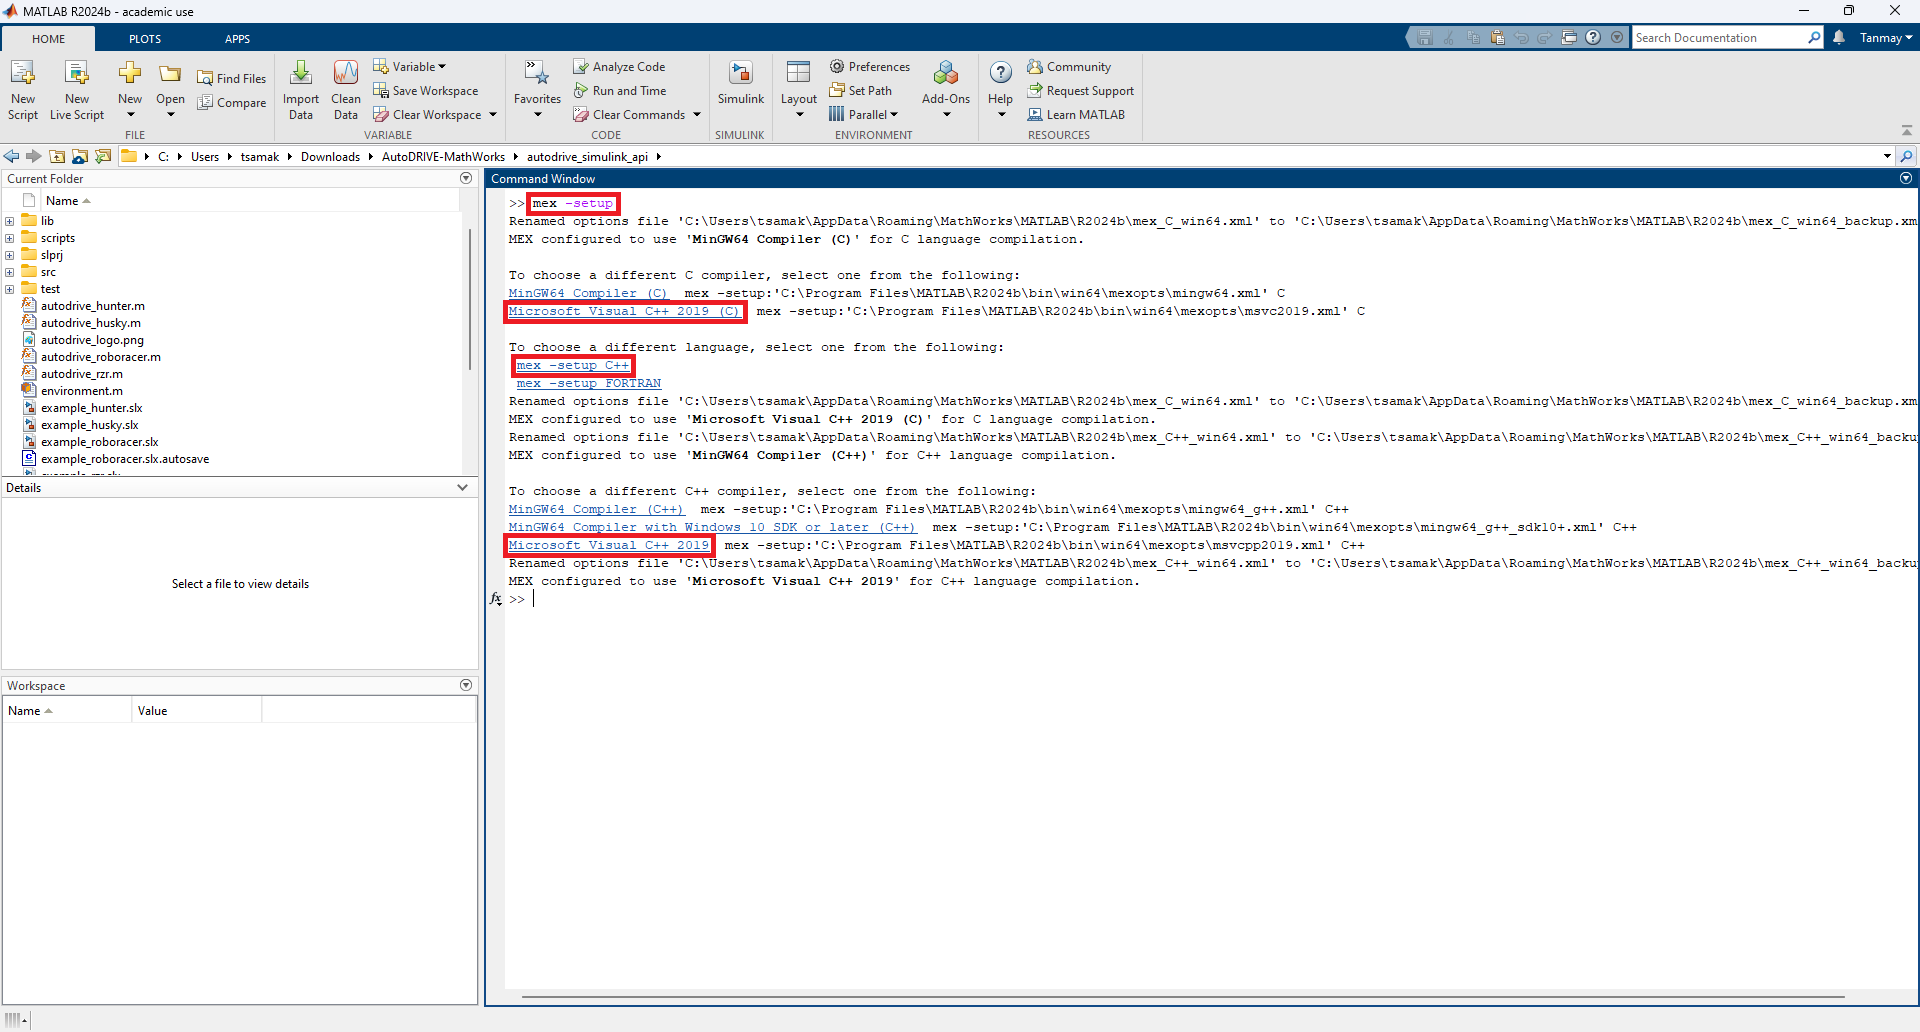 MATLAB R2024b - academic use
HOME PLOTS APPS
Search Documentation
Tanmay
New Script
New Live Script
New
Open
Find Files
Compare
FILE
Import Data
Clean Data
Variable
Save Workspace
Clear Workspace
VARIABLE
Favorites
Analyze Code
Run and Time
Clear Commands
CODE
Simulink
SIMULINK
Layout
Preferences
Set Path
Parallel
Add-Ons
ENVIRONMENT
Help
Community
Request Support
Learn MATLAB
RESOURCES
C: Users tsamak Downloads AutoDRIVE-MathWorks autodrive_simulink_api
Current Folder
Name
lib
scripts
slprj
src
test
autodrive_hunter.m
autodrive_husky.m
autodrive_logo.png
autodrive_roboracer.m
autodrive_rzr.m
environment.m
example_hunter.slx
example_husky.slx
example_roboracer.slx
example_roboracer.slx.autosave
Details
Select a file to view details
Workspace
Name Value
Command Window
>> mex -setup
Renamed options file 'C:\Users\tsamak\AppData\Roaming\MathWorks\MATLAB\R2024b\mex_C_win64.xml' to 'C:\Users\tsamak\AppData\Roaming\MathWorks\MATLAB\R2024b\mex_C_win64_backup.xm
MEX configured to use 'MinGW64 Compiler (C)' for C language compilation.
To choose a different C compiler, select one from the following:
MinGW64 Compiler (C) mex -setup:'C:\Program Files\MATLAB\R2024b\bin\win64\mexopts\mingw64.xml' C
Microsoft Visual C++ 2019 (C) mex -setup:'C:\Program Files\MATLAB\R2024b\bin\win64\mexopts\msvc2019.xml' C
To choose a different language, select one from the following:
mex -setup C++
mex -setup FORTRAN
Renamed options file 'C:\Users\tsamak\AppData\Roaming\MathWorks\MATLAB\R2024b\mex_C_win64.xml' to 'C:\Users\tsamak\AppData\Roaming\MathWorks\MATLAB\R2024b\mex_C_win64_backup.xm
MEX configured to use 'Microsoft Visual C++ 2019 (C)' for C language compilation.
Renamed options file 'C:\Users\tsamak\AppData\Roaming\MathWorks\MATLAB\R2024b\mex_C++_win64.xml' to 'C:\Users\tsamak\AppData\Roaming\MathWorks\MATLAB\R2024b\mex_C++_win64_backu
MEX configured to use 'MinGW64 Compiler (C++)' for C++ language compilation.
To choose a different C++ compiler, select one from the following:
MinGW64 Compiler (C++) mex -setup:'C:\Program Files\MATLAB\R2024b\bin\win64\mexopts\mingw64_g++.xml' C++
MinGW64 Compiler with Windows 10 SDK or later (C++) mex -setup:'C:\Program Files\MATLAB\R2024b\bin\win64\mexopts\mingw64_g++_sdk10+.xml' C++
Microsoft Visual C++ 2019 mex -setup:'C:\Program Files\MATLAB\R2024b\bin\win64\mexopts\msvcpp2019.xml' C++
Renamed options file 'C:\Users\tsamak\AppData\Roaming\MathWorks\MATLAB\R2024b\mex_C++_win64.xml' to 'C:\Users\tsamak\AppData\Roaming\MathWorks\MATLAB\R2024b\mex_C++_win64_backu
MEX configured to use 'Microsoft Visual C++ 2019' for C++ language compilation.
fx >>